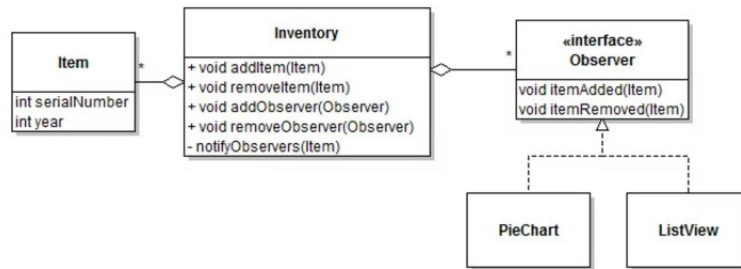 Item
int serialNumber
int year
*
Inventory
+ void addItem(Item)
+ void removeItem(Item)
+ void addObserver(Observer)
+ void removeObserver(Observer)
- notifyObservers(Item)
*
«interface»
Observer
void itemAdded(Item)
void itemRemoved(Item)
PieChart
ListView